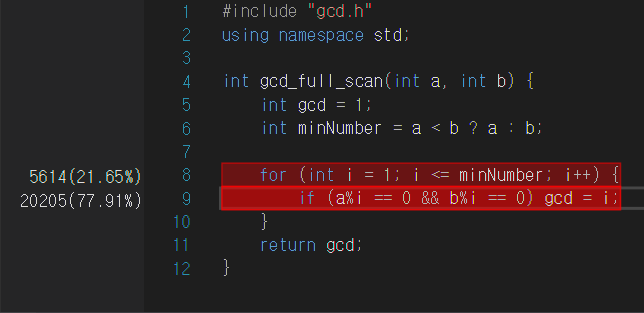 1 #include "gcd.h"
2 using namespace std;
3
4 int gcd_full_scan(int a, int b) {
5 int gcd = 1;
6 int minNumber = a < b ? a : b;
7
5614(21.65%) 8 for (int i = 1; i <= minNumber; i++) {
20205(77.91%) 9 if (a%i == 0 && b%i == 0) gcd = i;
10 }
11 return gcd;
12 }